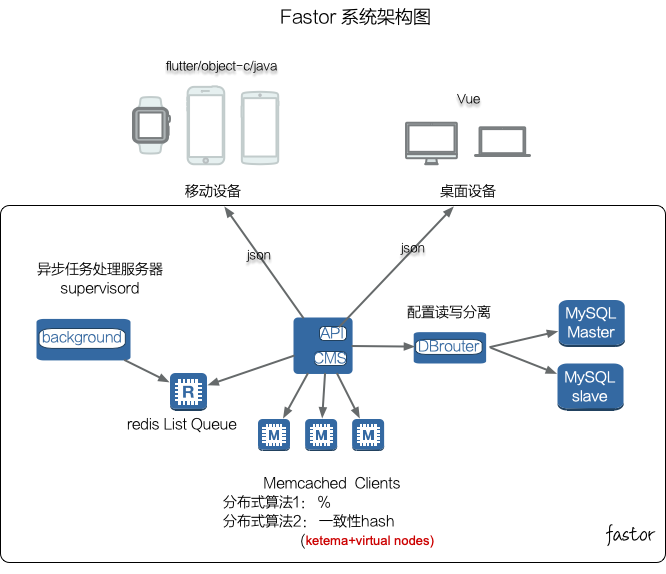 Fastor 系统架构图
flutter/object-c/java
Vue
移动设备
桌面设备
json
json
异步任务处理服务器
supervisord
background
API
CMS
配置读写分离
DBrouter
MySQL
Master
MySQL
slave
R
redis List Queue
M
M
M
Memcached Clients
分布式算法1： %
分布式算法2： 一致性hash
(ketema+virtual nodes)
fastor